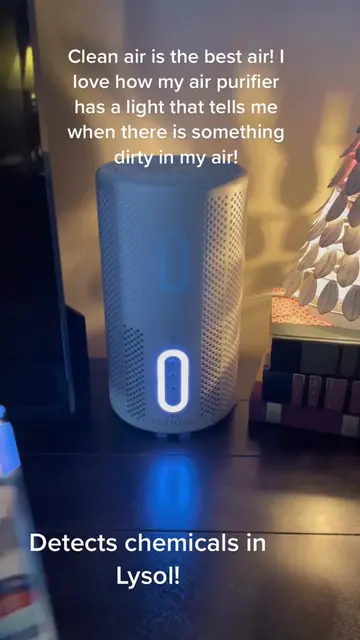 Clean air is the best air! I
love how my air purifier
has a light that tells me
when there is something
dirty in my air!
Detects chemicals in
Lysol!